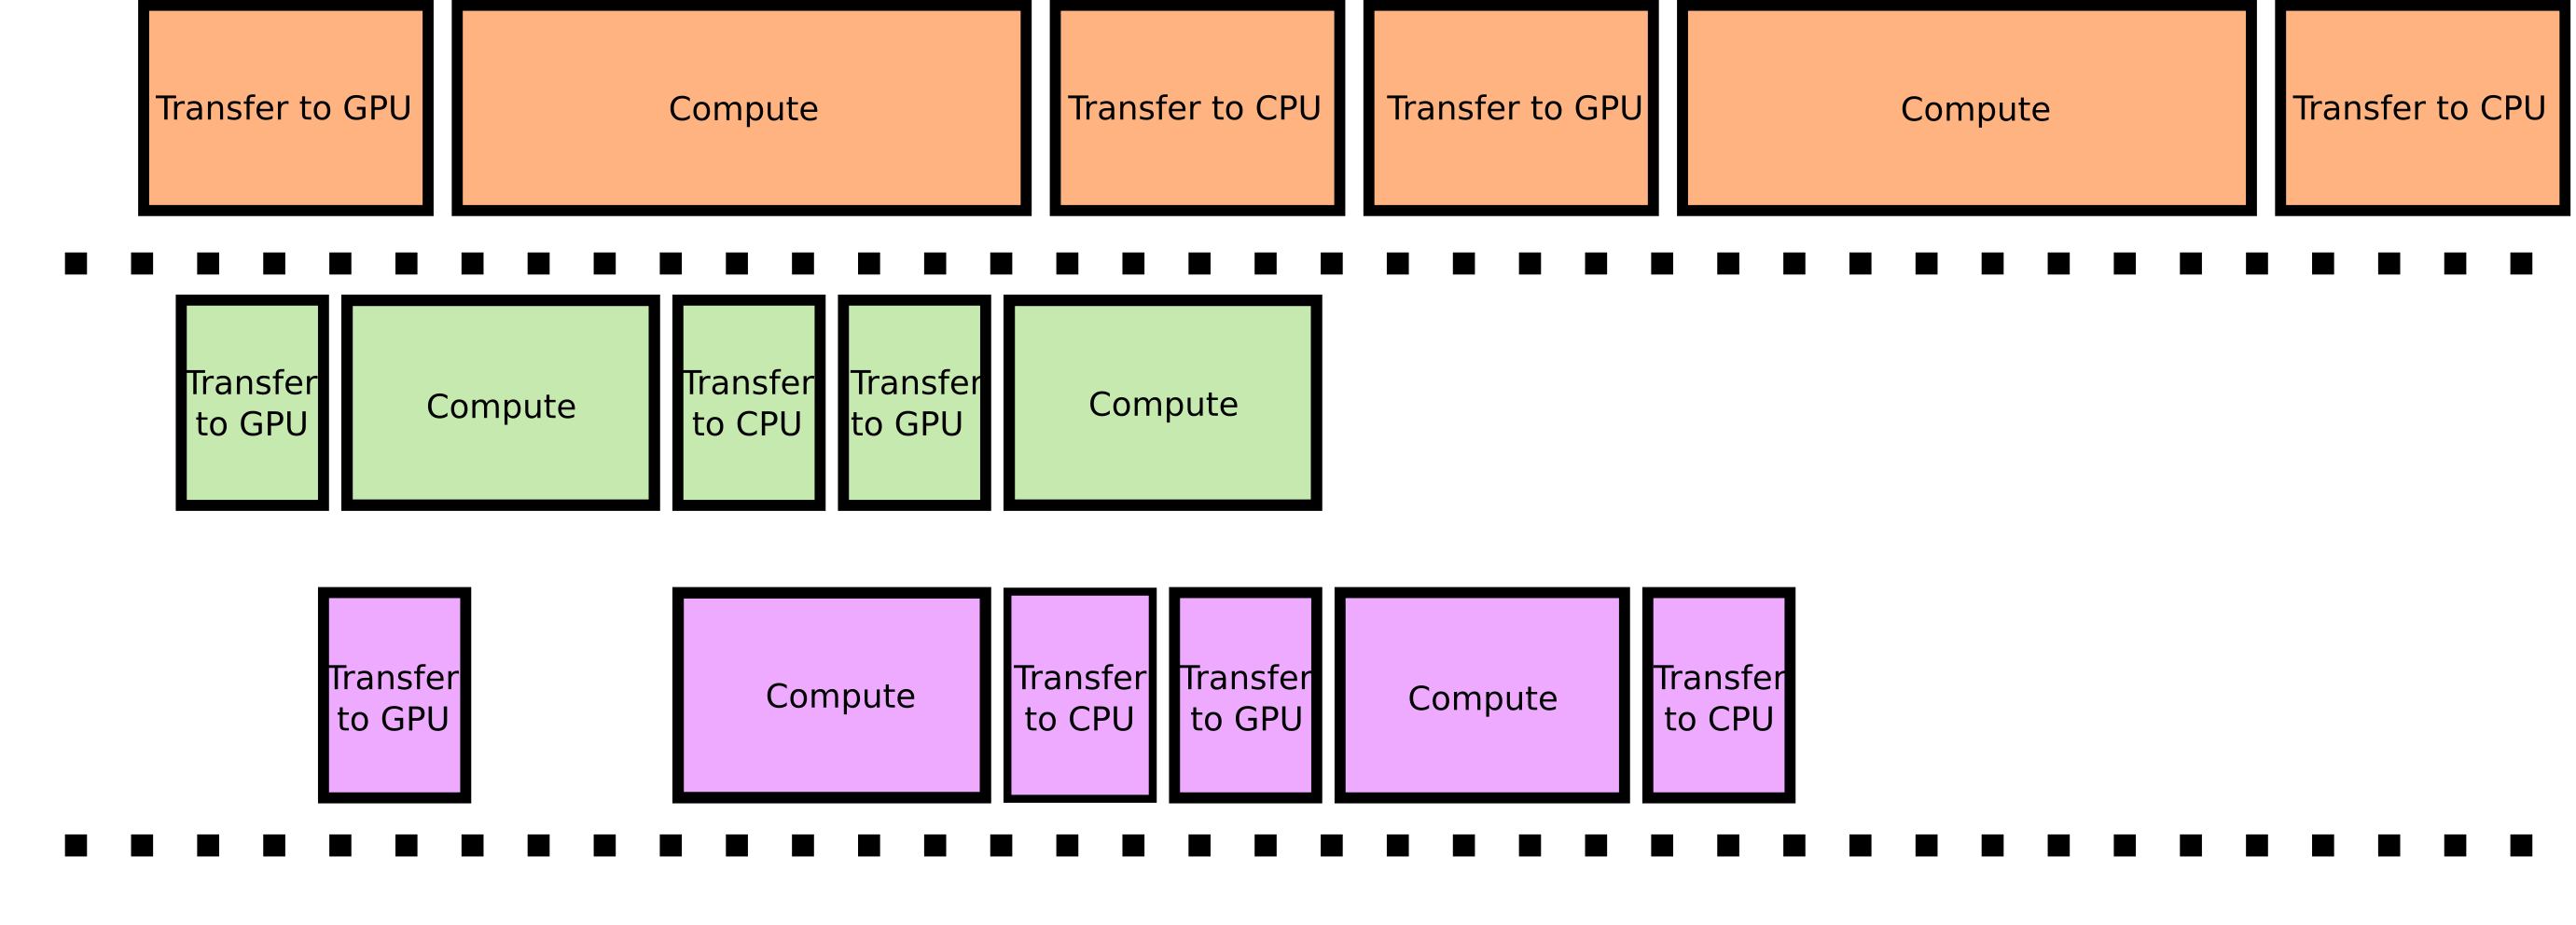 Transfer to GPU
Compute
Transfer to CPU
Transfer to GPU
Compute
Transfer to CPU
Transfer
to GPU
Compute
Transfer
to CPU
Transfer
to GPU
Compute
Transfer
to GPU
Compute
Transfer
to CPU
Transfer
to GPU
Compute
Transfer
to CPU